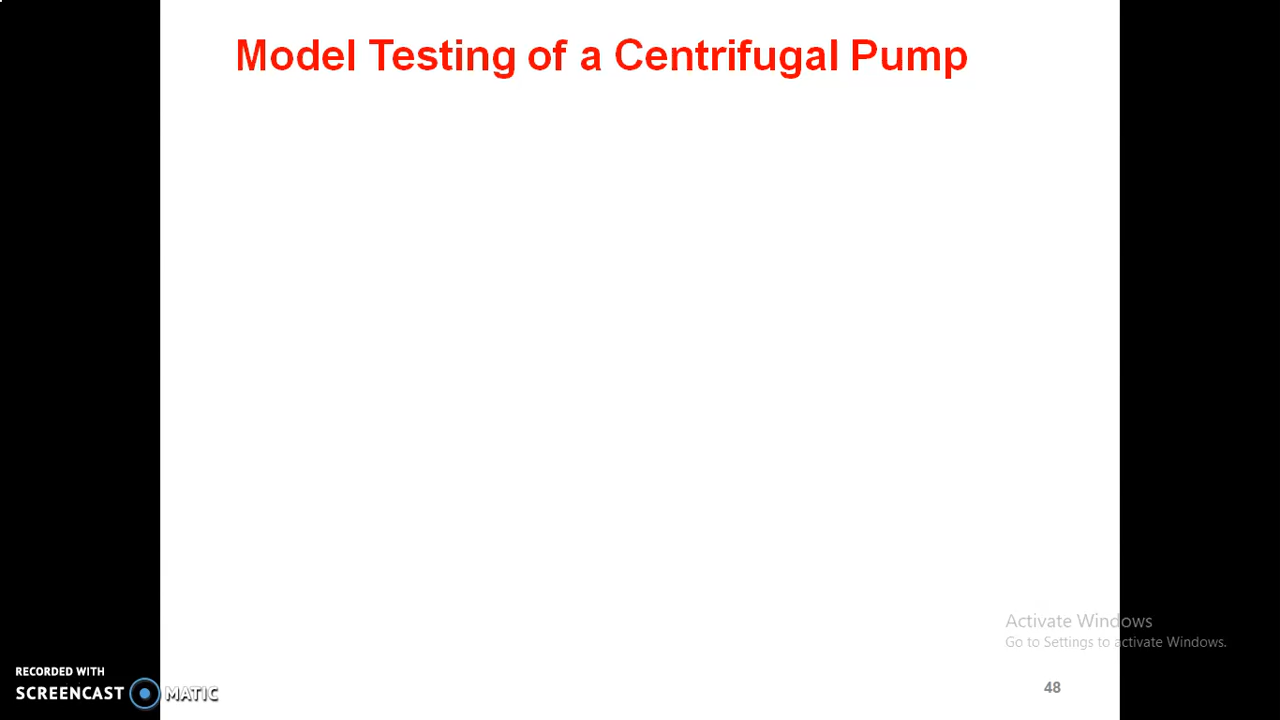 Model Testing of a Centrifugal Pump
Activate Windows
Go to Settings to activate Windows.
RECORDED WITH
SCREENCAST MATIC
48